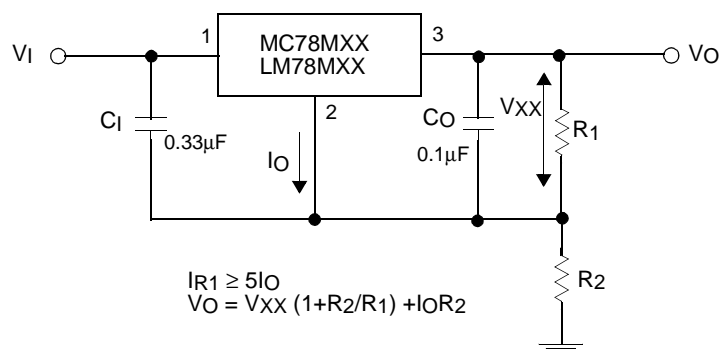 1
MC78MXX
LM78MXX
3
VI
VO
2
CI
0.33μF
IO
CO
0.1μF
VXX
R1
R2
IR1 ≥ 5IO
VO = VXX (1+R2/R1) +IOR2